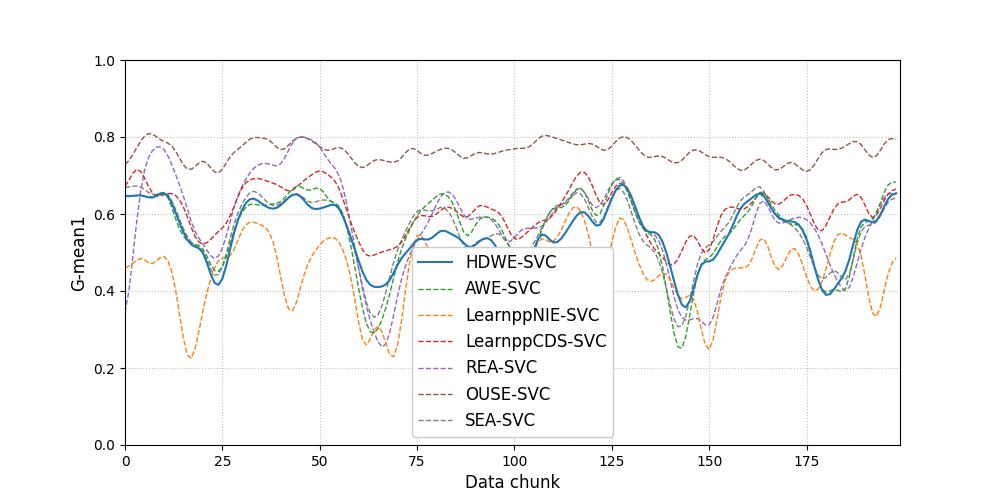 1.0
0.8
0.6
0.4
0.2
0.0
G-mean1
HDWE-SVC
AWE-SVC
LearnppNIE-SVC
LearnppCDS-SVC
REA-SVC
OUSE-SVC
SEA-SVC
0 25 50 75 100 125 150 175
Data chunk